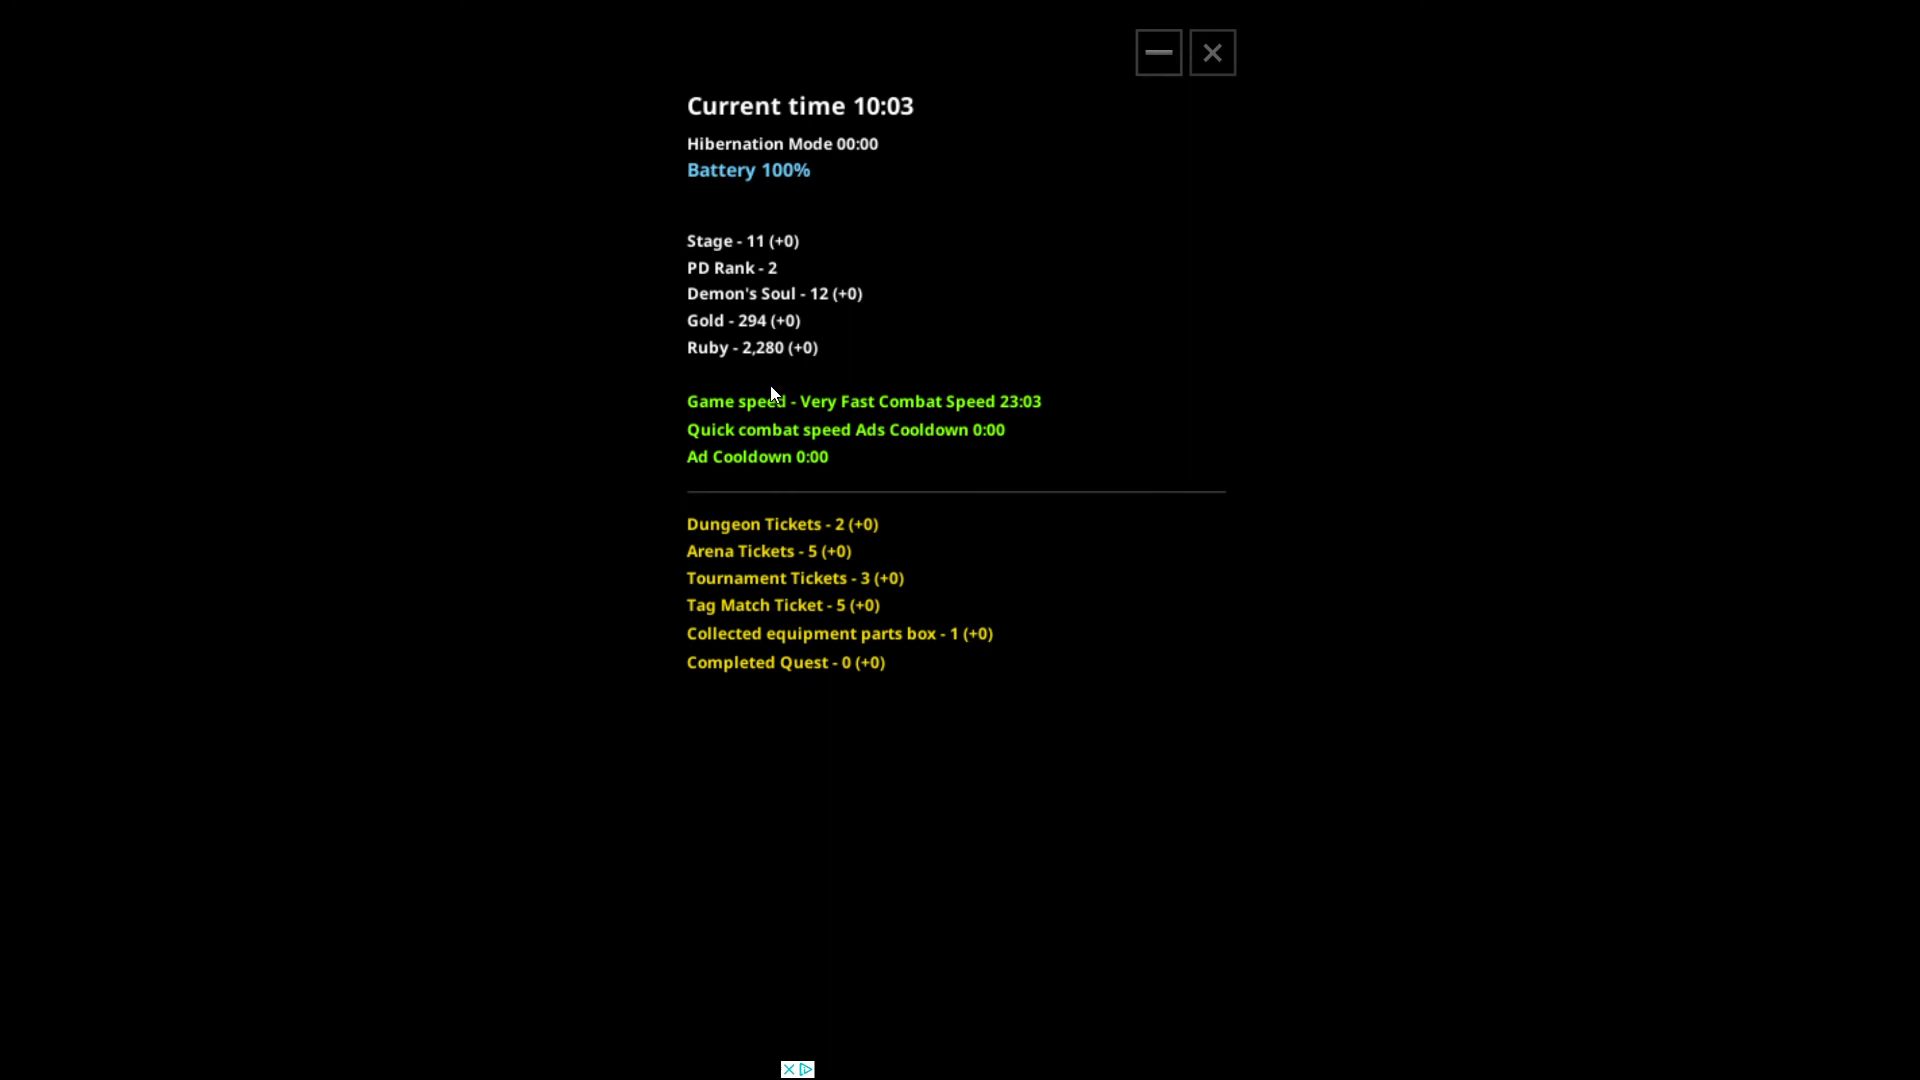 Current time 10:03
Hibernation Mode 00:00
Battery 100%
Stage - 11 (+0)
PD Rank - 2
Demon's Soul - 12 (+0)
Gold - 294 (+0)
Ruby - 2,280 (+0)
Game speed - Very Fast Combat Speed 23:03
Quick combat speed Ads Cooldown 0:00
Ad Cooldown 0:00
Dungeon Tickets - 2 (+0)
Arena Tickets - 5 (+0)
Tournament Tickets - 3 (+0)
Tag Match Ticket - 5 (+0)
Collected equipment parts box - 1 (+0)
Completed Quest - 0 (+0)